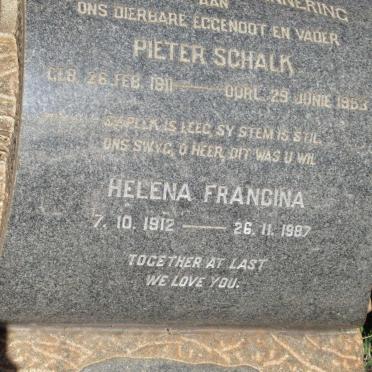 AAN
ONS DIERBARE EGGENOOT EN VADER
PIETER SCHALK
GEB. 26 FEB. 1911 — OORL. 29 JUNIE 1963
SY PLEK IS LEEG, SY STEM IS STIL,
ONS SWYG, O HEER, DIT WAS U WIL
HELENA FRANCINA
7. 10. 1912 — 26. 11. 1987
TOGETHER AT LAST
WE LOVE YOU.